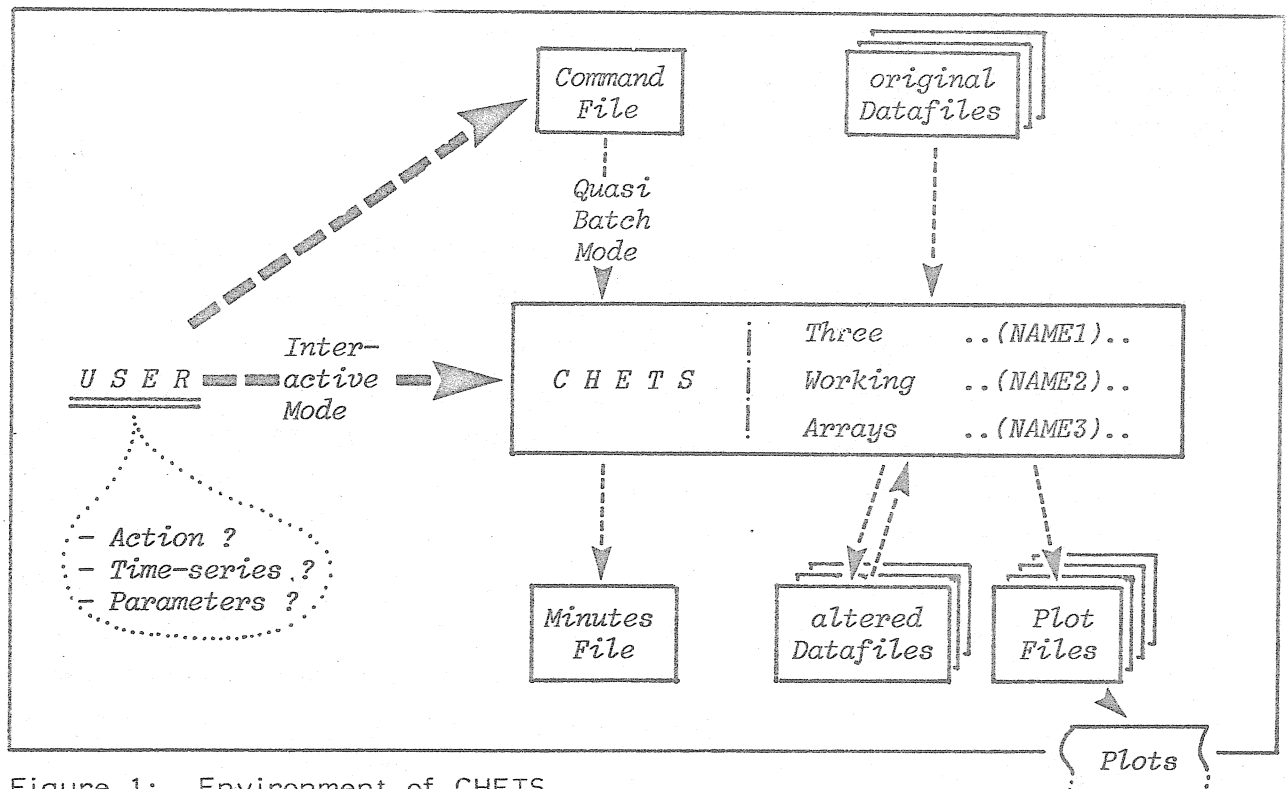 Command
File
original
Datafiles
Quasi
Batch
Mode
Inter-
active
Mode
U S E R
C H E T S
Three ..(NAME1)..
Working ..(NAME2)..
Arrays ..(NAME3)..
- Action ?
- Time-series ?
- Parameters ?
Minutes
File
altered
Datafiles
Plot
Files
Plots
Figure 1: Environment of CHETS